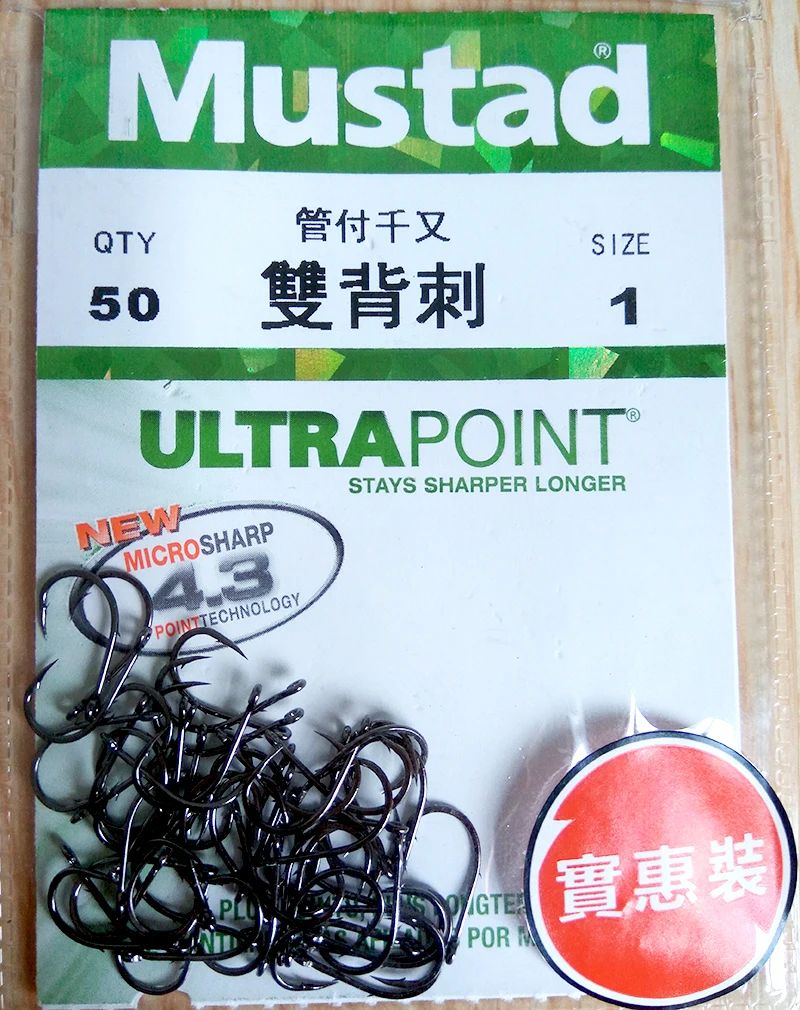 Mustad®
管付千又
QTY
SIZE
雙背刺
50
1
ULTRAPOINT®
STAYS SHARPER LONGER
NEW
MICROSHARP
4.3
POINTTECHNOLOGY
實惠裝
POR